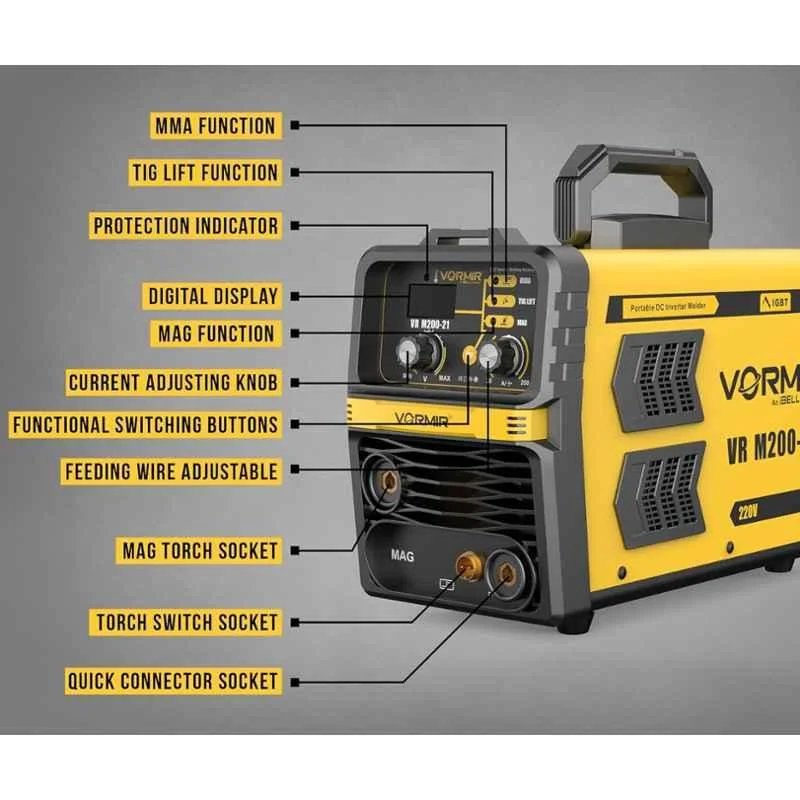 MMA FUNCTION
TIG LIFT FUNCTION
PROTECTION INDICATOR
DIGITAL DISPLAY
MAG FUNCTION
CURRENT ADJUSTING KNOB
FUNCTIONAL SWITCHING BUTTONS
FEEDING WIRE ADJUSTABLE
MAG TORCH SOCKET
TORCH SWITCH SOCKET
QUICK CONNECTOR SOCKET
VORMIR
TIG LIFT
VR M200-21
MAG
V MAX A/ 200
VORMIR
MAG
Portable DC Inverter Welder
IGBT
VORMI
An iBELL
VR M200-
220V